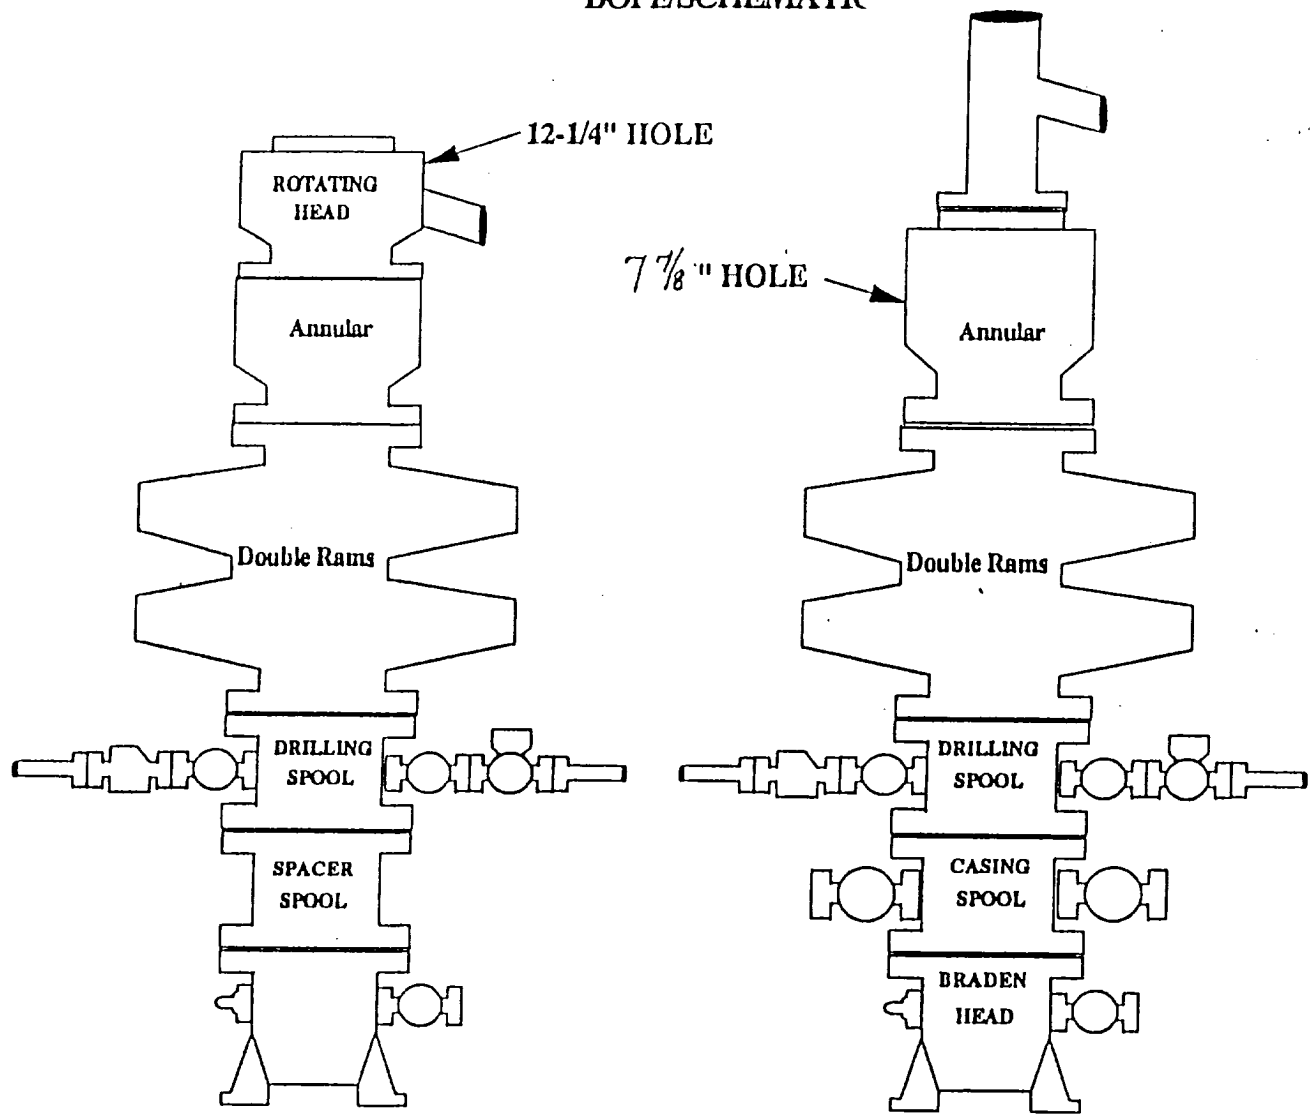 12-1/4" HOLE
ROTATING
HEAD
Annular
Double Rams
DRILLING
SPOOL
SPACER
SPOOL
7 7/8 " HOLE
Annular
Double Rams
DRILLING
SPOOL
CASING
SPOOL
BRADEN
HEAD